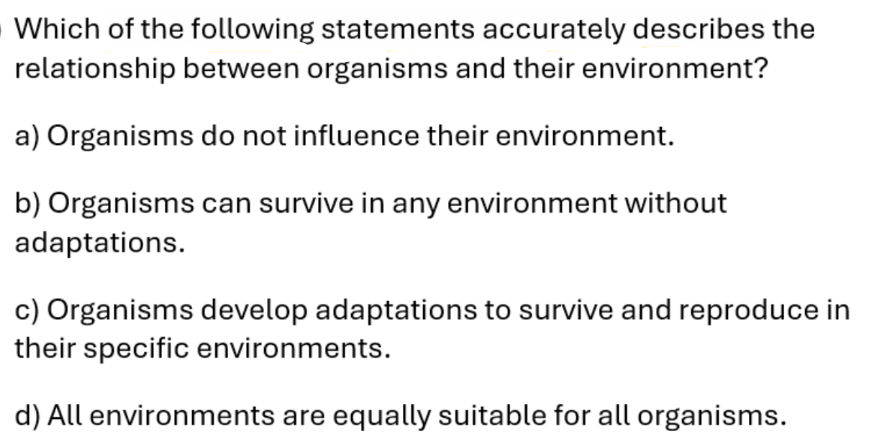 Which of the following statements accurately describes the
relationship between organisms and their environment?
a) Organisms do not influence their environment.
b) Organisms can survive in any environment without
adaptations.
c) Organisms develop adaptations to survive and reproduce in
their specific environments.
d) All environments are equally suitable for all organisms.